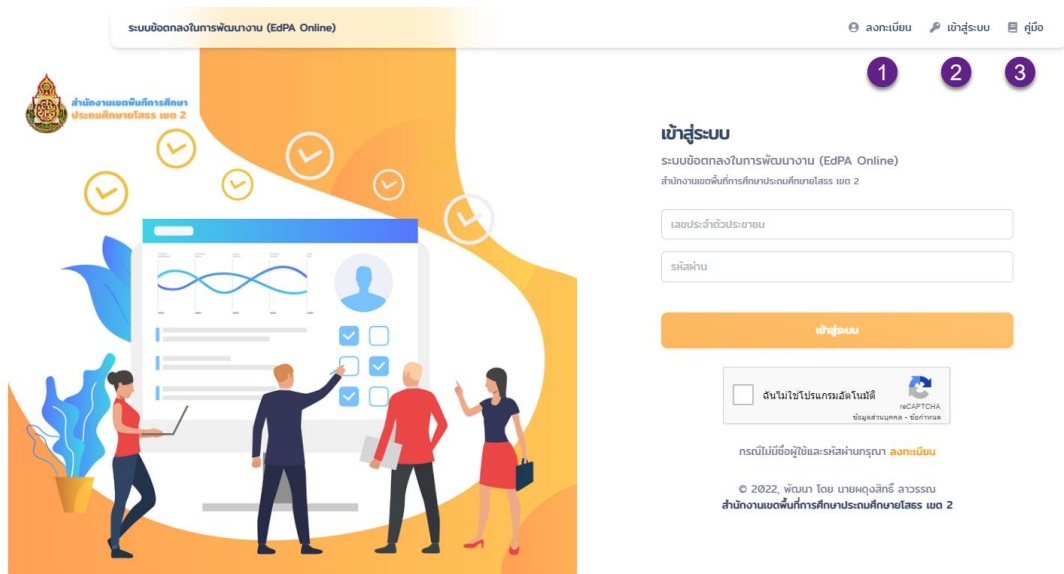 ระบบข้อตกลงในการพัฒนางาน (EdPA Online)
ลงทะเบียน
เข้าสู่ระบบ
คู่มือ
1
2
3
สำนักงานเขตพื้นที่การศึกษา
ประถมศึกษายโสธร เขต 2
เข้าสู่ระบบ
ระบบข้อตกลงในการพัฒนางาน (EdPA Online)
สำนักงานเขตพื้นที่การศึกษาประถมศึกษายโสธร เขต 2
เลขประจำตัวประชาชน
รหัสผ่าน
เข้าสู่ระบบ
ฉันไม่ใช่โปรแกรมอัตโนมัติ
reCAPTCHA
ข้อมูลส่วนบุคคล - ข้อกำหนด
กรณีไม่มีชื่อผู้ใช้และรหัสผ่านกรุณา ลงทะเบียน
© 2022, พัฒนา โดย นายผดุงสิทธิ์ ลาวรรณ
สำนักงานเขตพื้นที่การศึกษาประถมศึกษายโสธร เขต 2